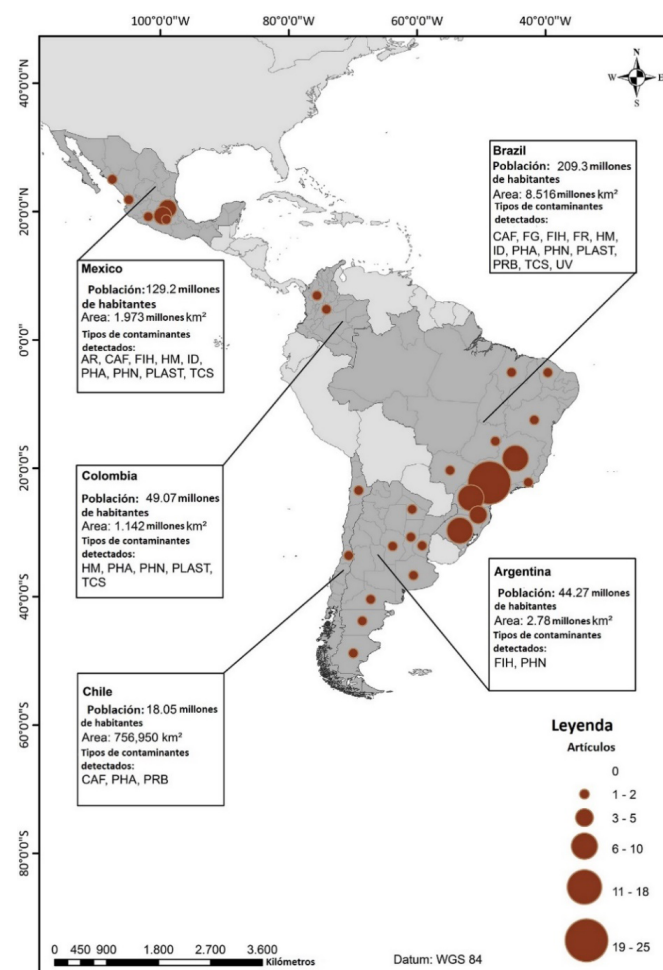 100°0'0"W 80°0'0"W 60°0'0"W 40°0'0"W
40°0'0"N
20°0'0"N
0°0'0"
20°0'0"S
40°0'0"S
60°0'0"S
80°0'0"S
N
W E
S
Brazil
Población: 209.3 millones
de habitantes
Area: 8.516 millones km²
Tipos de contaminantes
detectados:
CAF, FG, FIH, FR, HM,
ID, PHA, PHN, PLAST,
PRB, TCS, UV
Mexico
Población: 129.2 millones
de habitantes
Area: 1.973 millones km²
Tipos de contaminantes
detectados:
AR, CAF, FIH, HM, ID,
PHA, PHN, PLAST, TCS
Colombia
Población: 49.07 millones
de habitantes
Area: 1.142 millones km²
Tipos de contaminantes
detectados:
HM, PHA, PHN, PLAST,
TCS
Argentina
Población: 44.27 millones
de habitantes
Area: 2.78 millones km²
Tipos de contaminantes
detectados:
FIH, PHN
Chile
Población: 18.05 millones
de habitantes
Area: 756,950 km²
Tipos de contaminantes
detectados:
CAF, PHA, PRB
Leyenda
Artículos
0
1 - 2
3 - 5
6 - 10
11 - 18
19 - 25
0 450 900 1.800 2.700 3.600
Kilómetros
Datum: WGS 84